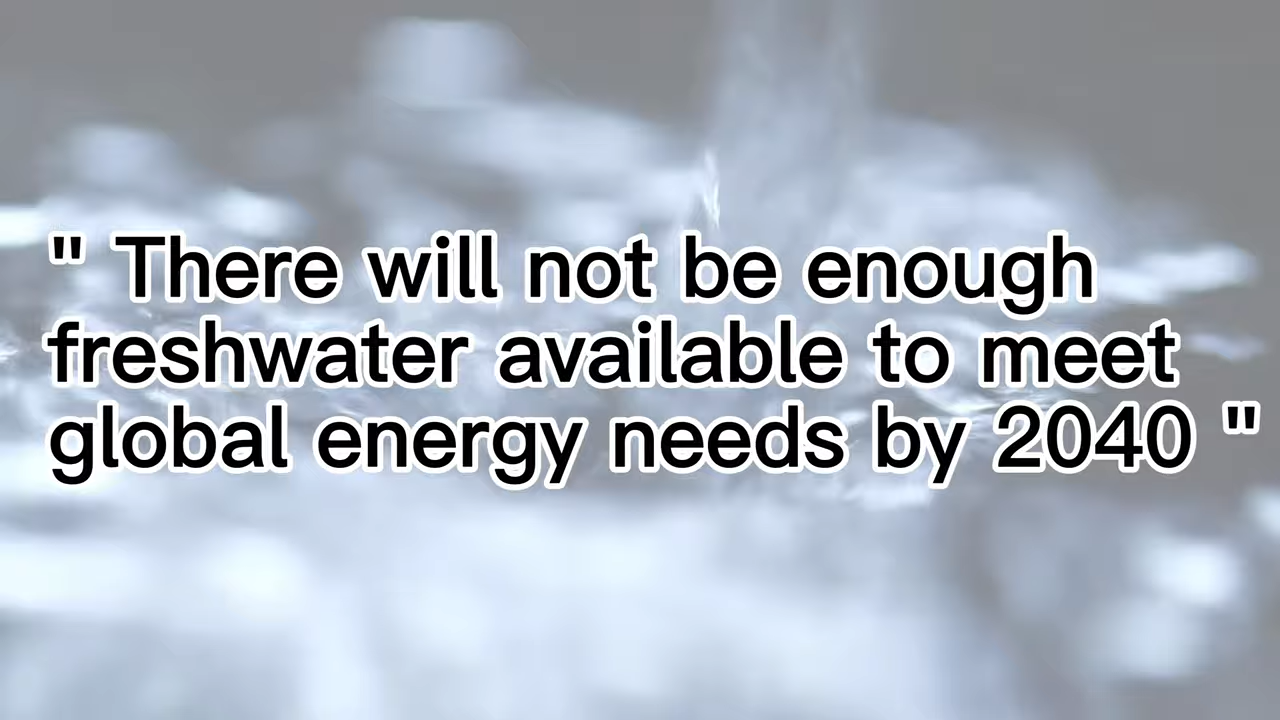 " There will not be enough
freshwater available to meet
global energy needs by 2040 "